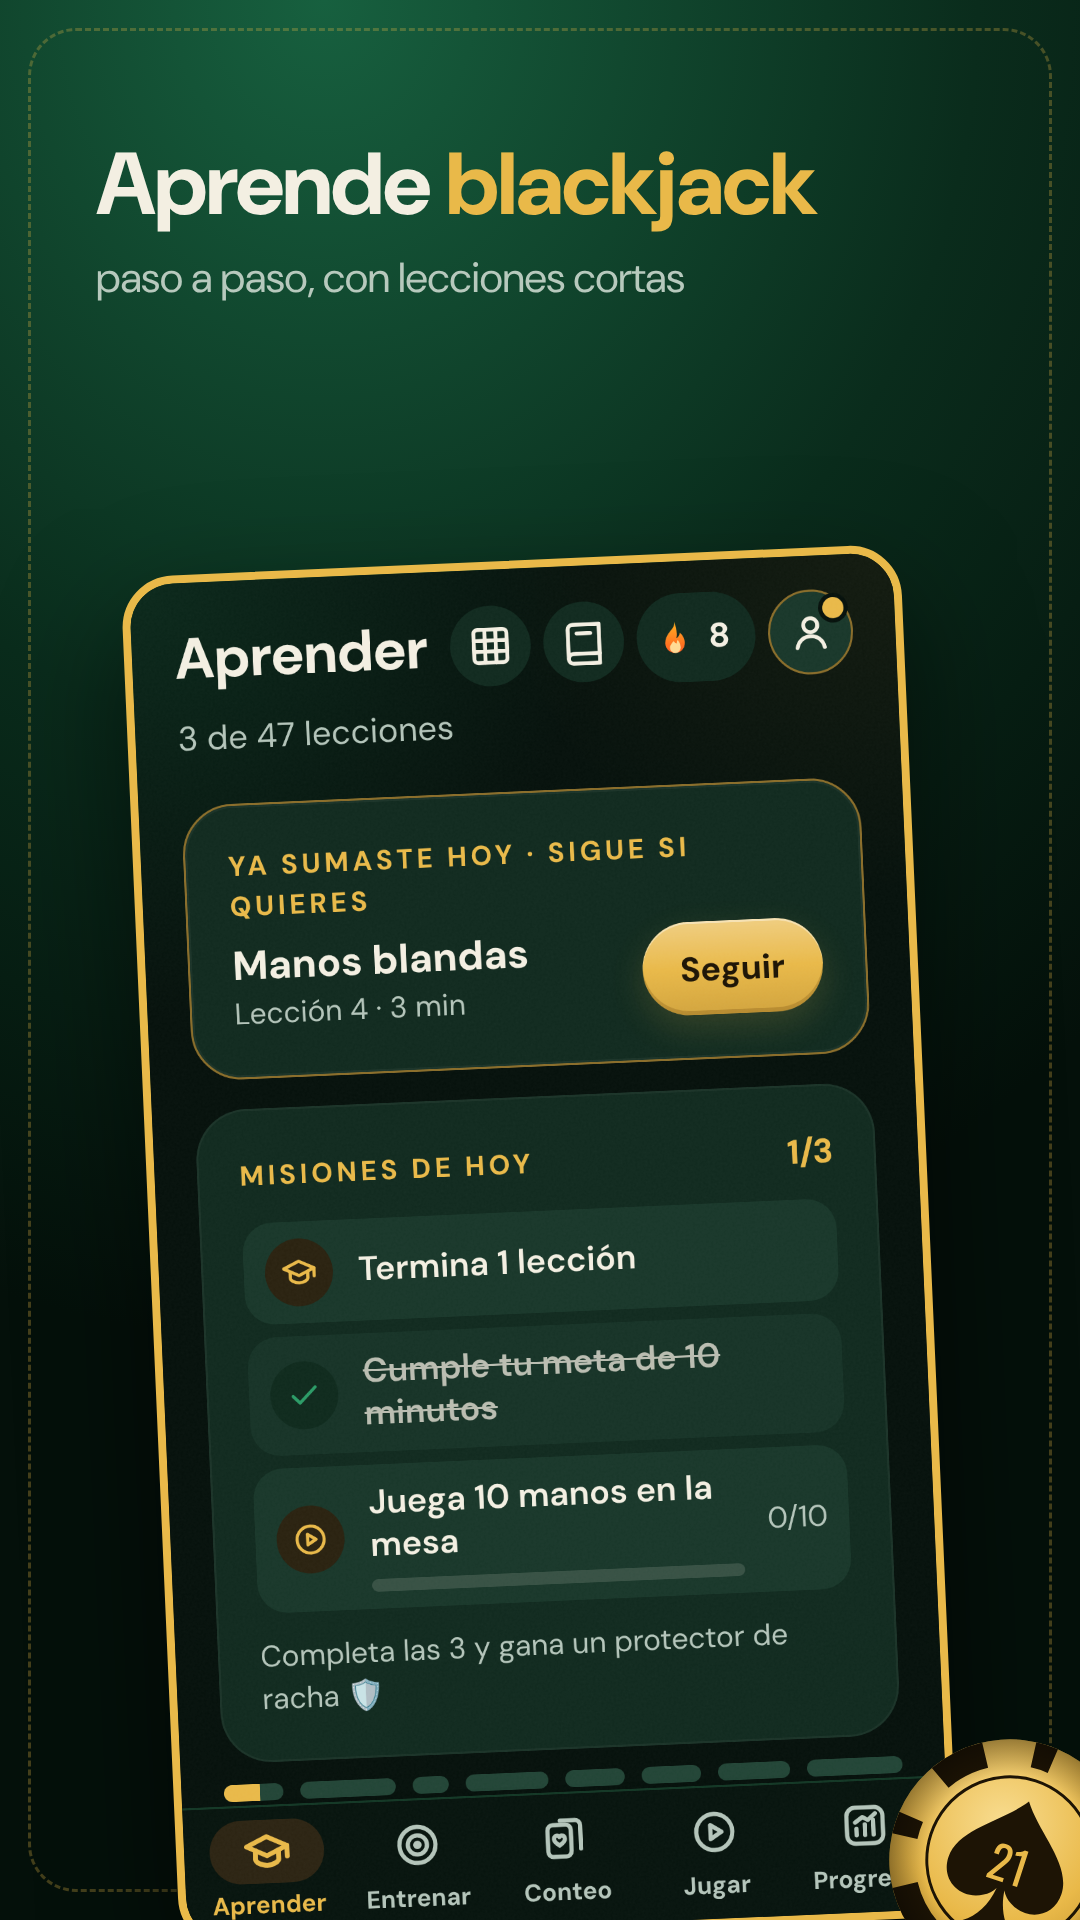 Aprende blackjack
paso a paso, con lecciones cortas
Aprender
8
3 de 47 lecciones
YA SUMASTE HOY · SIGUE SI
QUIERES
Manos blandas
Lección 4 · 3 min
Seguir
MISIONES DE HOY
1/3
Termina 1 lección
Cumple tu meta de 10
minutos
Juega 10 manos en la
mesa
0/10
Completa las 3 y gana un protector de
racha
Aprender
Entrenar
Conteo
Jugar
Progre
21